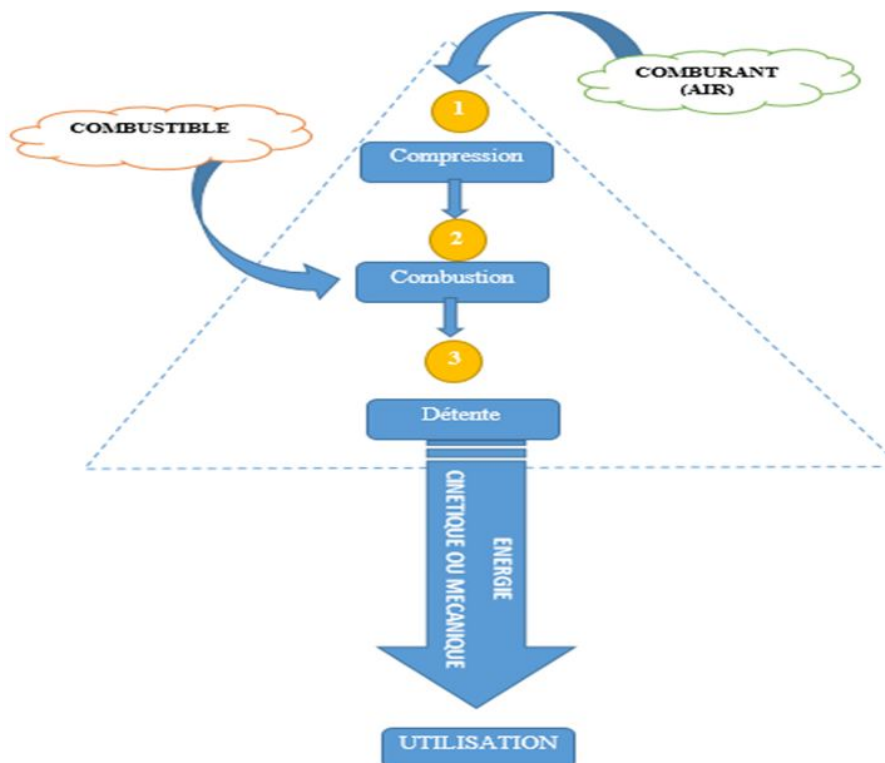 COMBURANT
(AIR)
1
COMBUSTIBLE
Compression
2
Combustion
3
Détente
ENERGIE
CINETIQUE OU MECANIQUE
UTILISATION